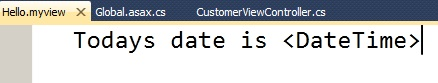 Hello.myview Global.asax.cs CustomerViewController.cs
Todays date is <DateTime>